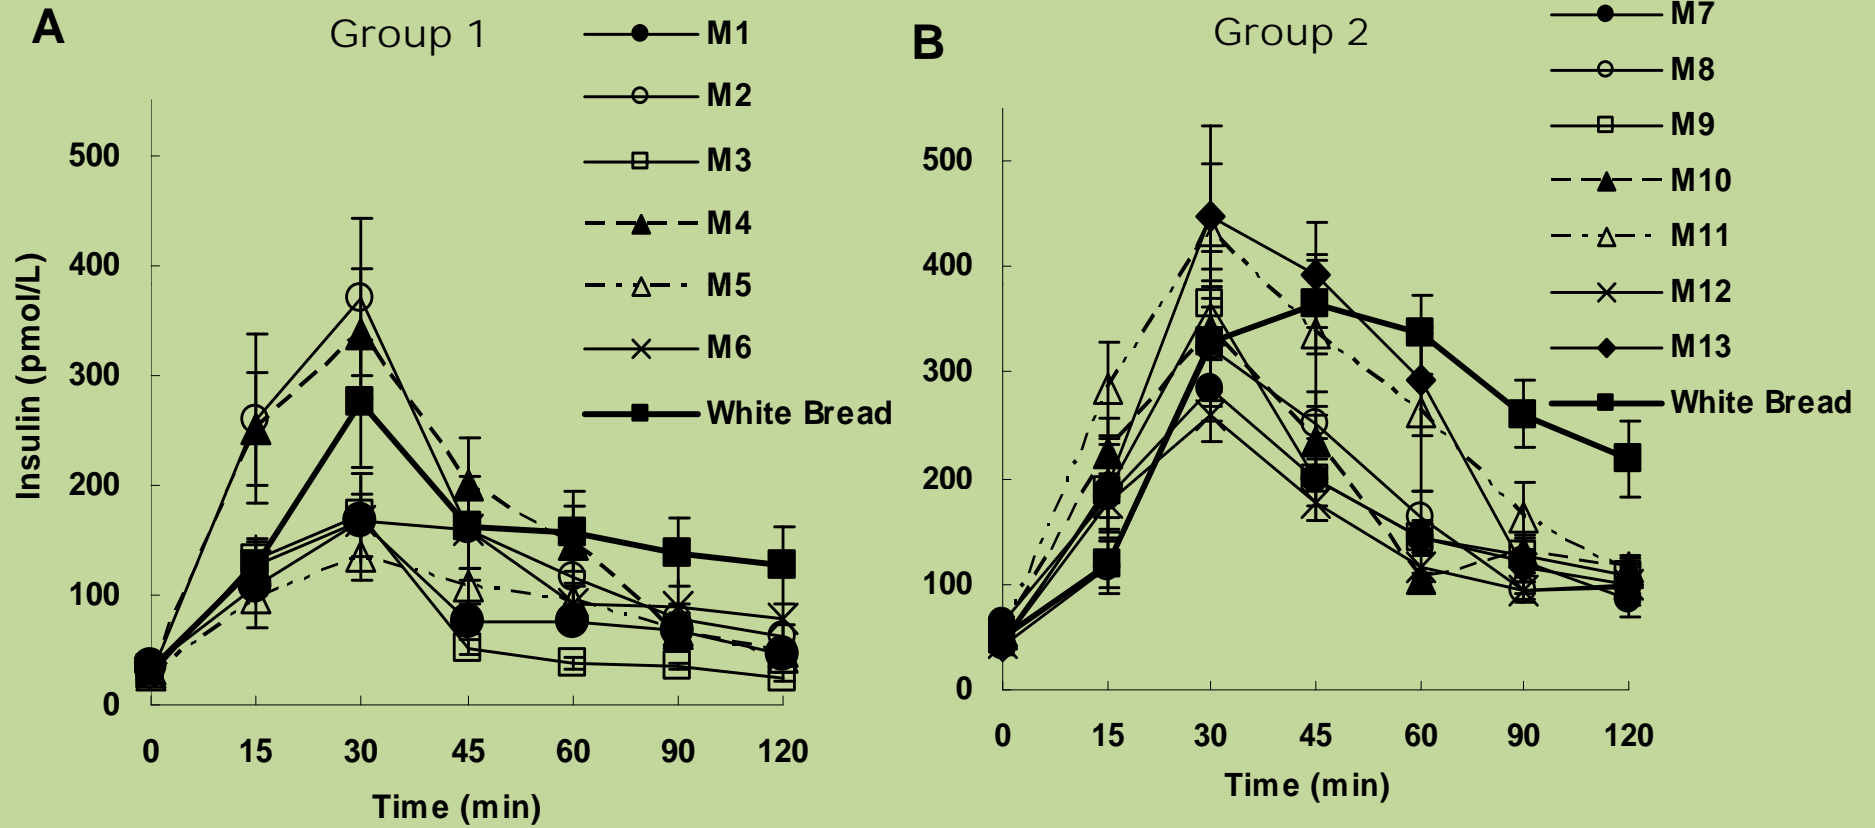 A
Group 1
M1
M2
M3
M4
M5
M6
White Bread
Insulin (pmol/L)
500
400
300
200
100
0
0 15 30 45 60 90 120
Time (min)
B
Group 2
M7
M8
M9
M10
M11
M12
M13
White Bread
500
400
300
200
100
0
0 15 30 45 60 90 120
Time (min)